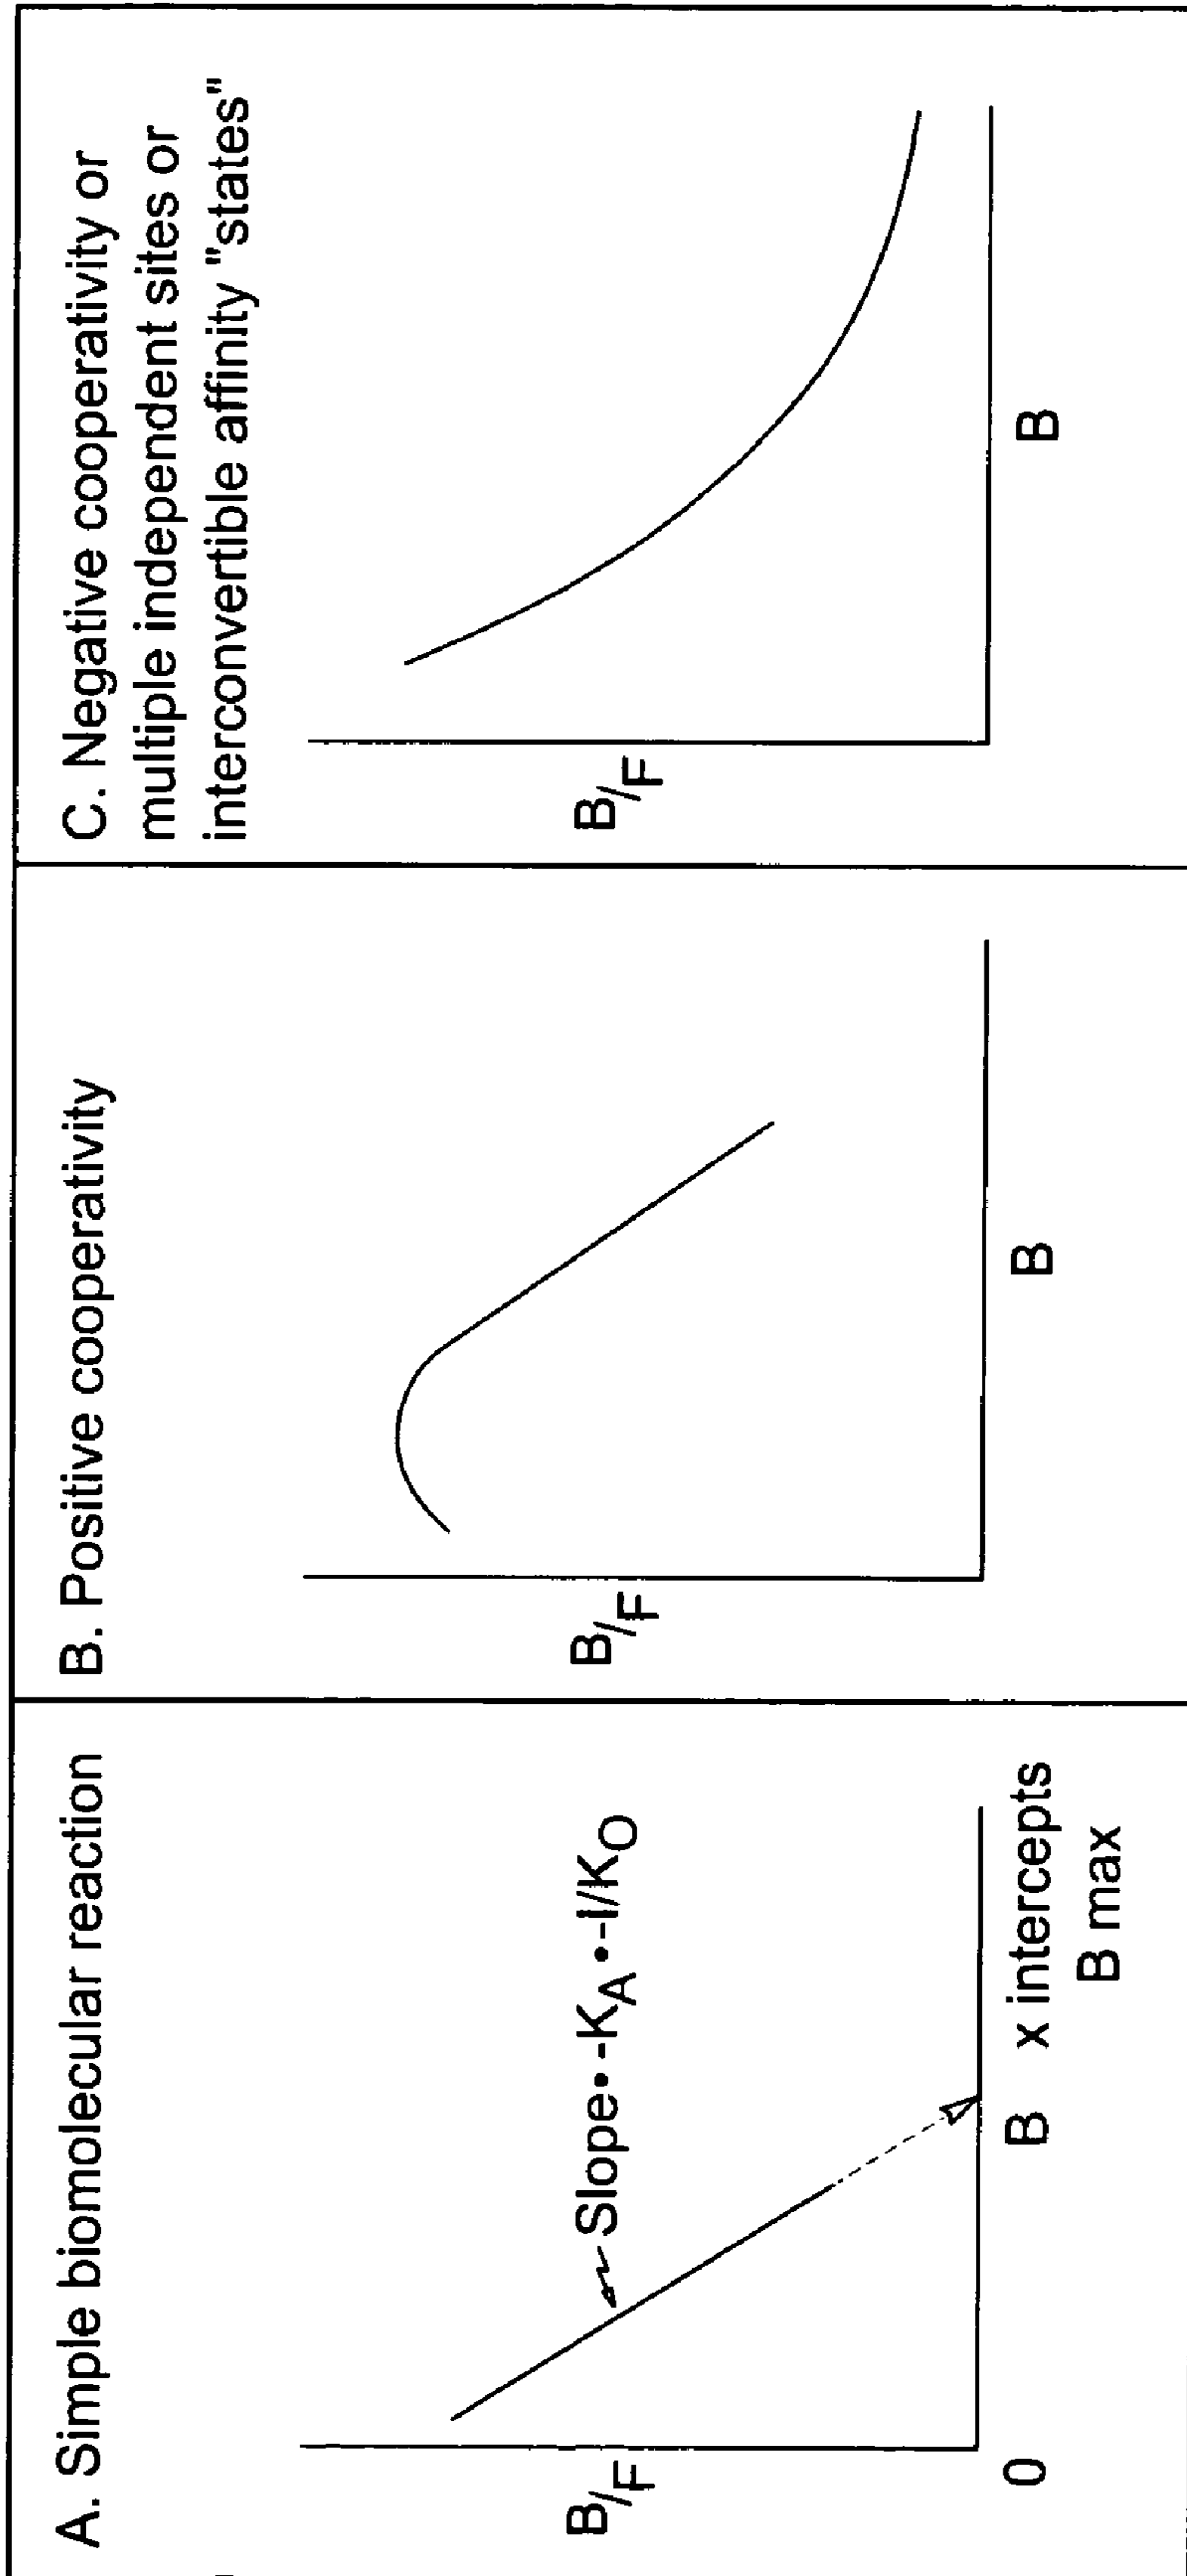 A. Simple biomolecular reaction
B/F
Slope•-KA•-I/KO
0
B
x intercepts
B max
B. Positive cooperativity
B/F
B
C. Negative cooperativity or
multiple independent sites or
interconvertible affinity "states"
B/F
B